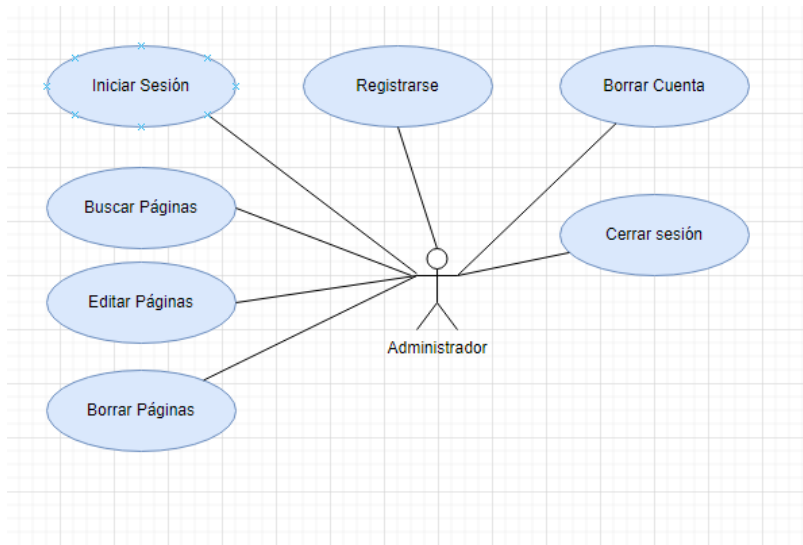 Iniciar Sesión
Registrarse
Borrar Cuenta
Buscar Páginas
Cerrar sesión
Editar Páginas
Administrador
Borrar Páginas